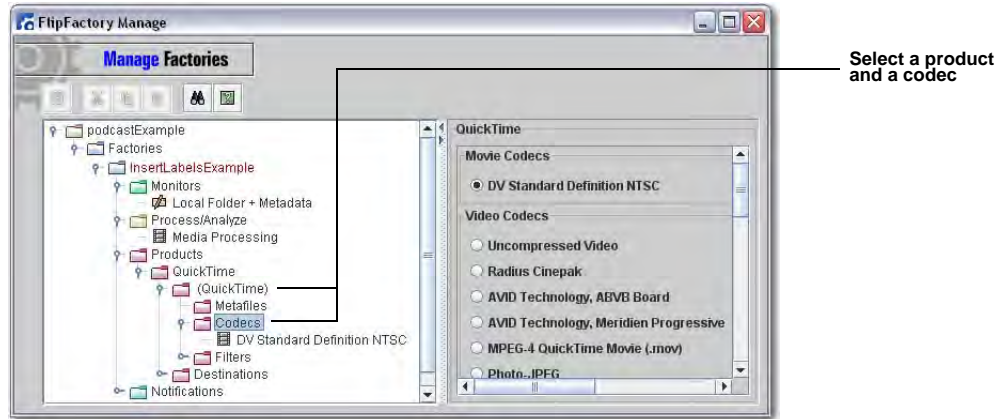 FlipFactory Manage
Manage Factories
Select a product
and a codec
podcastExample
Factories
InsertLabelsExample
Monitors
Local Folder + Metadata
Process/Analyze
Media Processing
Products
QuickTime
(QuickTime)
Metafiles
Codecs
DV Standard Definition NTSC
Filters
Destinations
Notifications
QuickTime
Movie Codecs
DV Standard Definition NTSC
Video Codecs
Uncompressed Video
Radius Cinepak
AVID Technology, ABVB Board
AVID Technology, Meridien Progressive
MPEG-4 QuickTime Movie (.mov)
Photo-JPEG